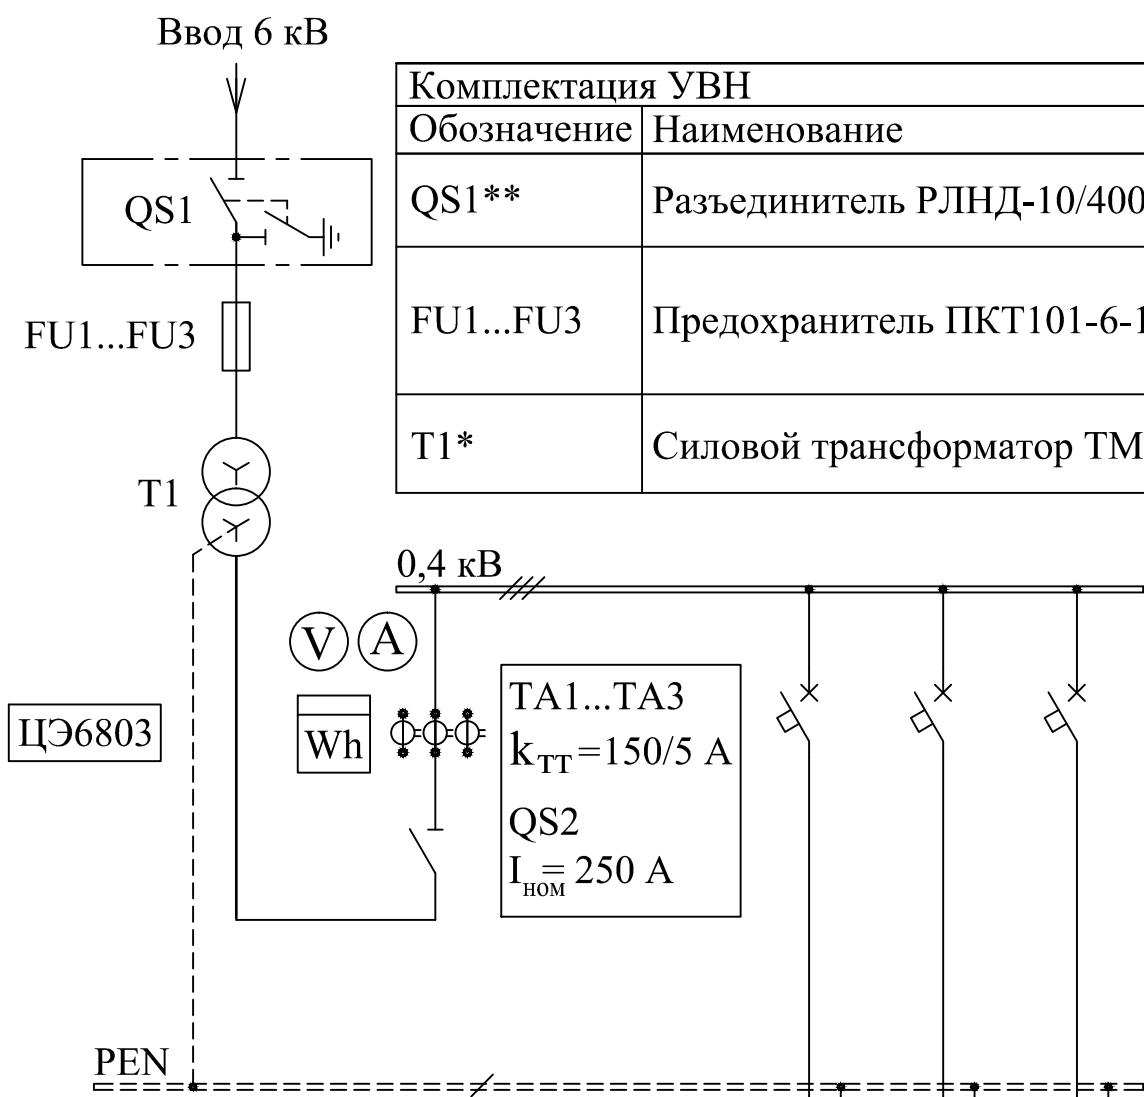 Ввод 6 кВ
Комплектация УВН
Обозначение Наименование
QS1** Разъединитель РЛНД-10/400
FU1...FU3 Предохранитель ПКТ101-6-1
T1* Силовой трансформатор ТМ
QS1
FU1...FU3
T1
0,4 кВ
V A
ЦЭ6803
Wh
TA1...TA3
kТТ=150/5 А
QS2
Iном= 250 А
PEN